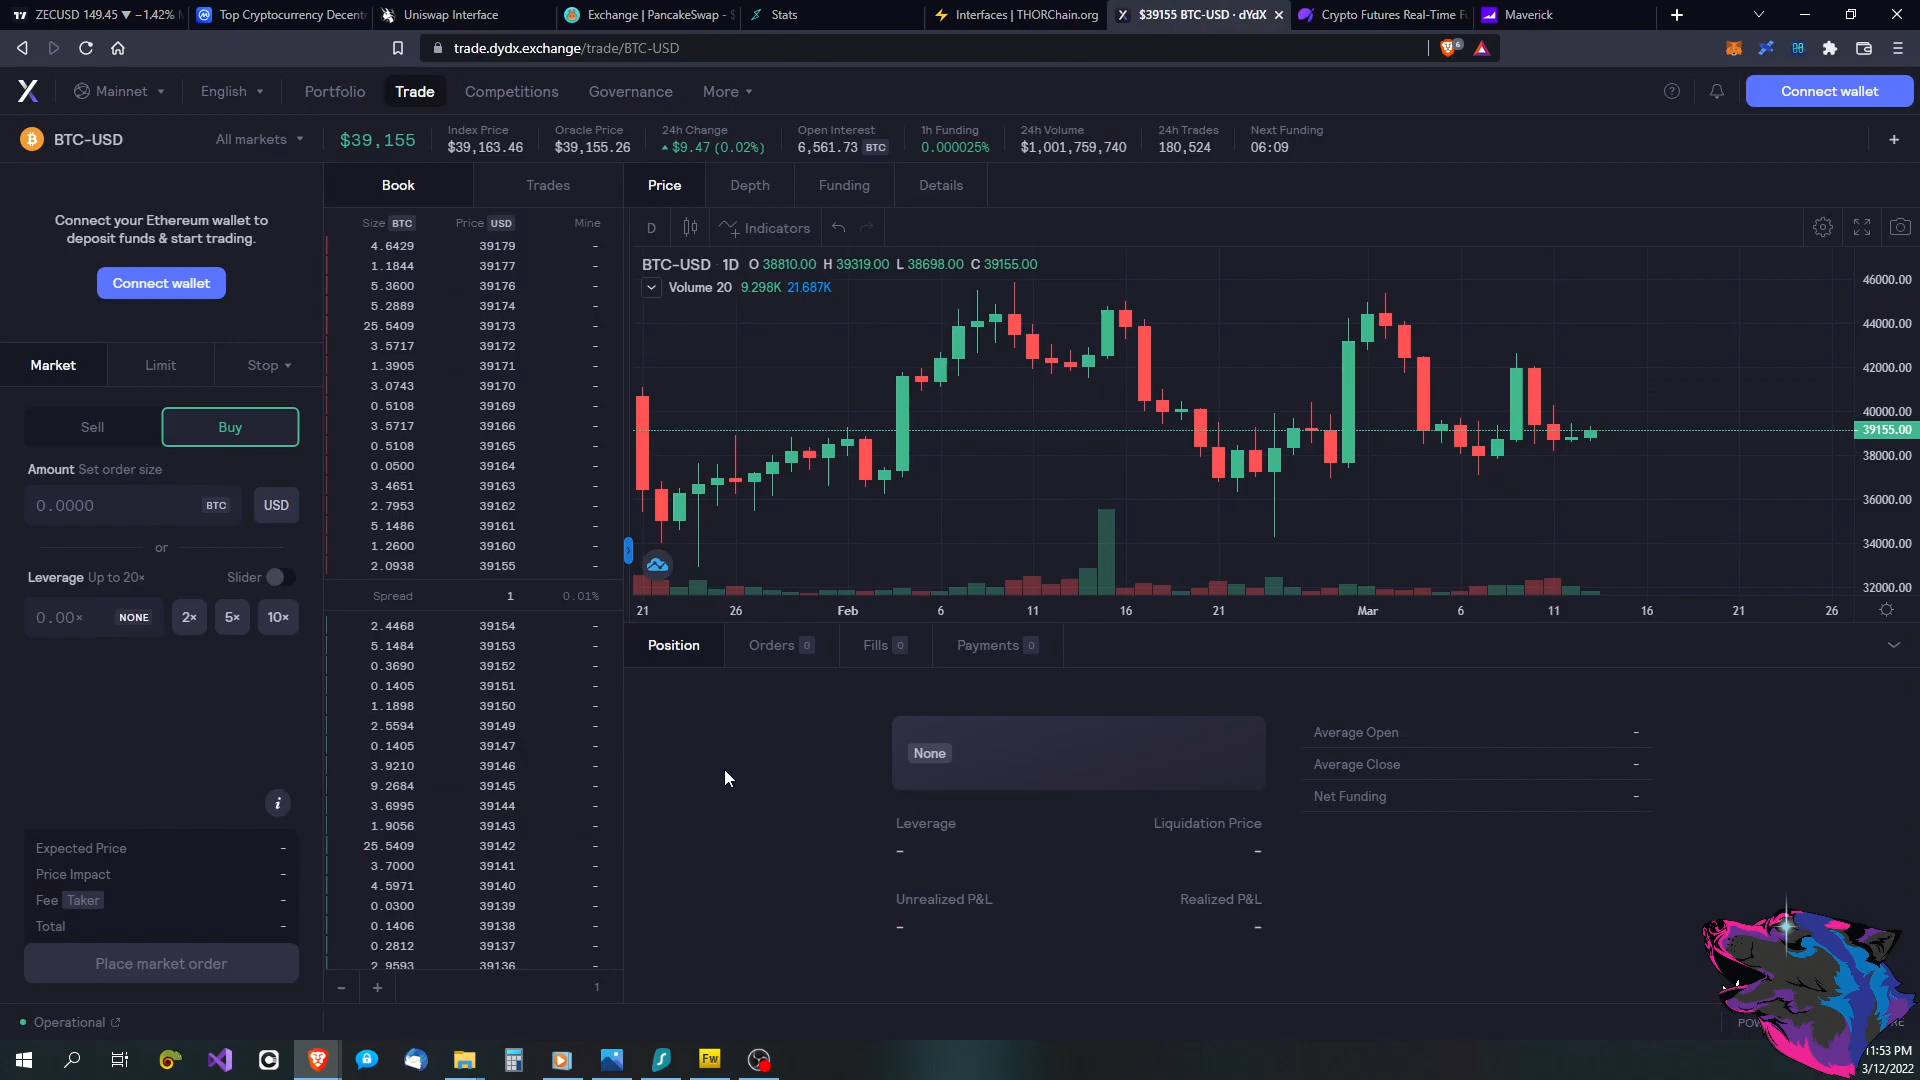 ZECUSD 149.45 ▼ −1.42%
Top Cryptocurrency Decent
Uniswap Interface
Exchange | PancakeSwap - $
Stats
Interfaces | THORChain.org
$39155 BTC-USD · dYdX
Crypto Futures Real-Time F
Maverick
trade.dydx.exchange/trade/BTC-USD
6
Mainnet
English
Portfolio
Trade
Competitions
Governance
More
Connect wallet
BTC-USD
All markets
$39,155
Index Price
$39,163.46
Oracle Price
$39,155.26
24h Change
$9.47 (0.02%)
Open Interest
6,561.73 BTC
1h Funding
0.000025%
24h Volume
$1,001,759,740
24h Trades
180,524
Next Funding
06:09
Connect your Ethereum wallet to
deposit funds & start trading.
Connect wallet
Market
Limit
Stop
Sell
Buy
Amount Set order size
0.0000 BTC
USD
or
Leverage Up to 20×
Slider
0.00× NONE
2×
5×
10×
Expected Price -
Price Impact -
Fee Taker -
Total -
Place market order
Operational
Book
Trades
Size BTC Price USD Mine
4.6429 39179 -
1.1844 39177 -
5.3600 39176 -
5.2889 39174 -
25.5409 39173 -
3.5717 39172 -
1.3905 39171 -
3.0743 39170 -
0.5108 39169 -
3.5717 39166 -
0.5108 39165 -
0.0500 39164 -
3.4651 39163 -
2.7953 39162 -
5.1486 39161 -
1.2600 39160 -
2.0938 39155 -
Spread 1 0.01%
2.4468 39154 -
5.1484 39153 -
0.3690 39152 -
0.1405 39151 -
1.1898 39150 -
2.5594 39149 -
0.1405 39147 -
3.9210 39146 -
9.2684 39145 -
3.6995 39144 -
1.9056 39143 -
25.5409 39142 -
3.7000 39141 -
4.5971 39140 -
0.0300 39139 -
0.1406 39138 -
0.2812 39137 -
2.9593 39136 -
- + 1
Price
Depth
Funding
Details
D
Indicators
BTC-USD 1D O 38810.00 H 39319.00 L 38698.00 C 39155.00
Volume 20 9.298K 21.687K
46000.00
44000.00
42000.00
40000.00
39155.00
38000.00
36000.00
34000.00
32000.00
21 26 Feb 6 11 16 21 Mar 6 11 16 21 26
Position
Orders 0
Fills 0
Payments 0
None
Leverage
-
Liquidation Price
-
Unrealized P&L
-
Realized P&L
-
Average Open -
Average Close -
Net Funding -
Fw
11:53 PM
3/12/2022